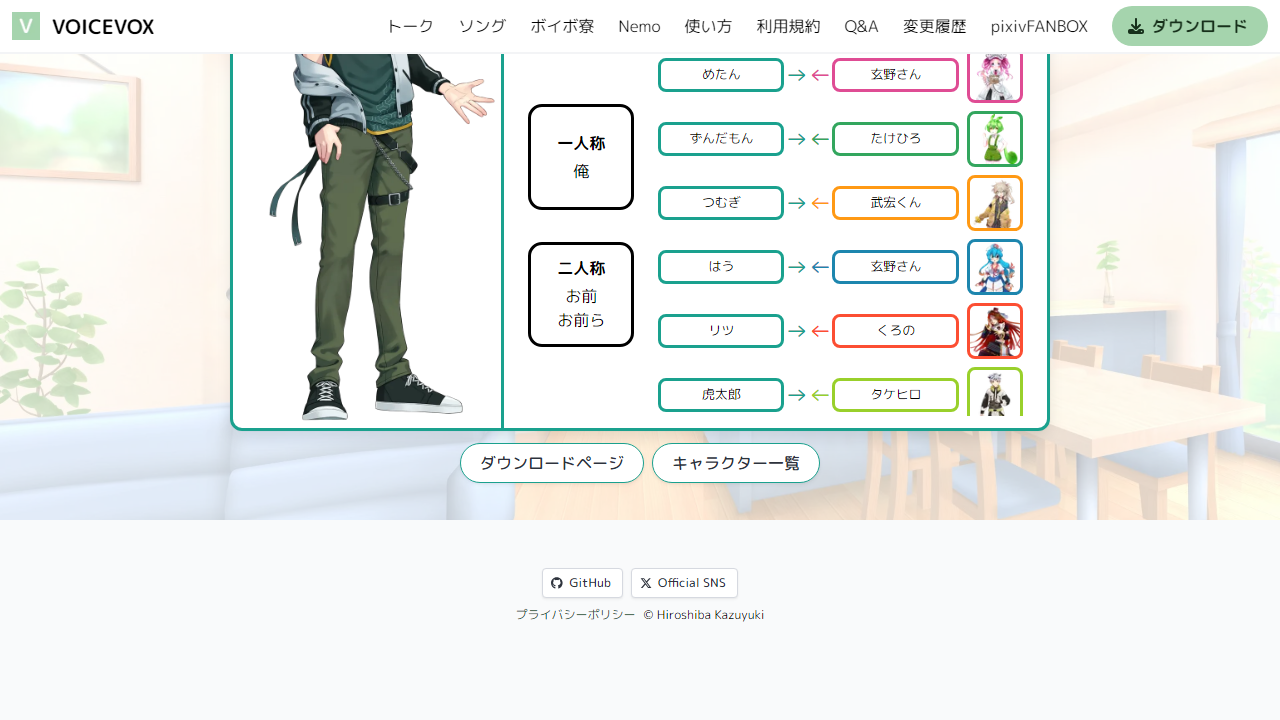 V VOICEVOX トーク ソング ボイボ寮 Nemo 使い方 利用規約 Q&A 変更履歴 pixivFANBOX ダウンロード
めたん → ← 玄野さん
一人称
俺
ずんだもん → ← たけひろ
つむぎ → ← 武宏くん
二人称
お前
お前ら
はう → ← 玄野さん
リツ → ← くろの
虎太郎 → ← タケヒロ
ダウンロードページ キャラクター一覧
GitHub Official SNS
プライバシーポリシー © Hiroshiba Kazuyuki